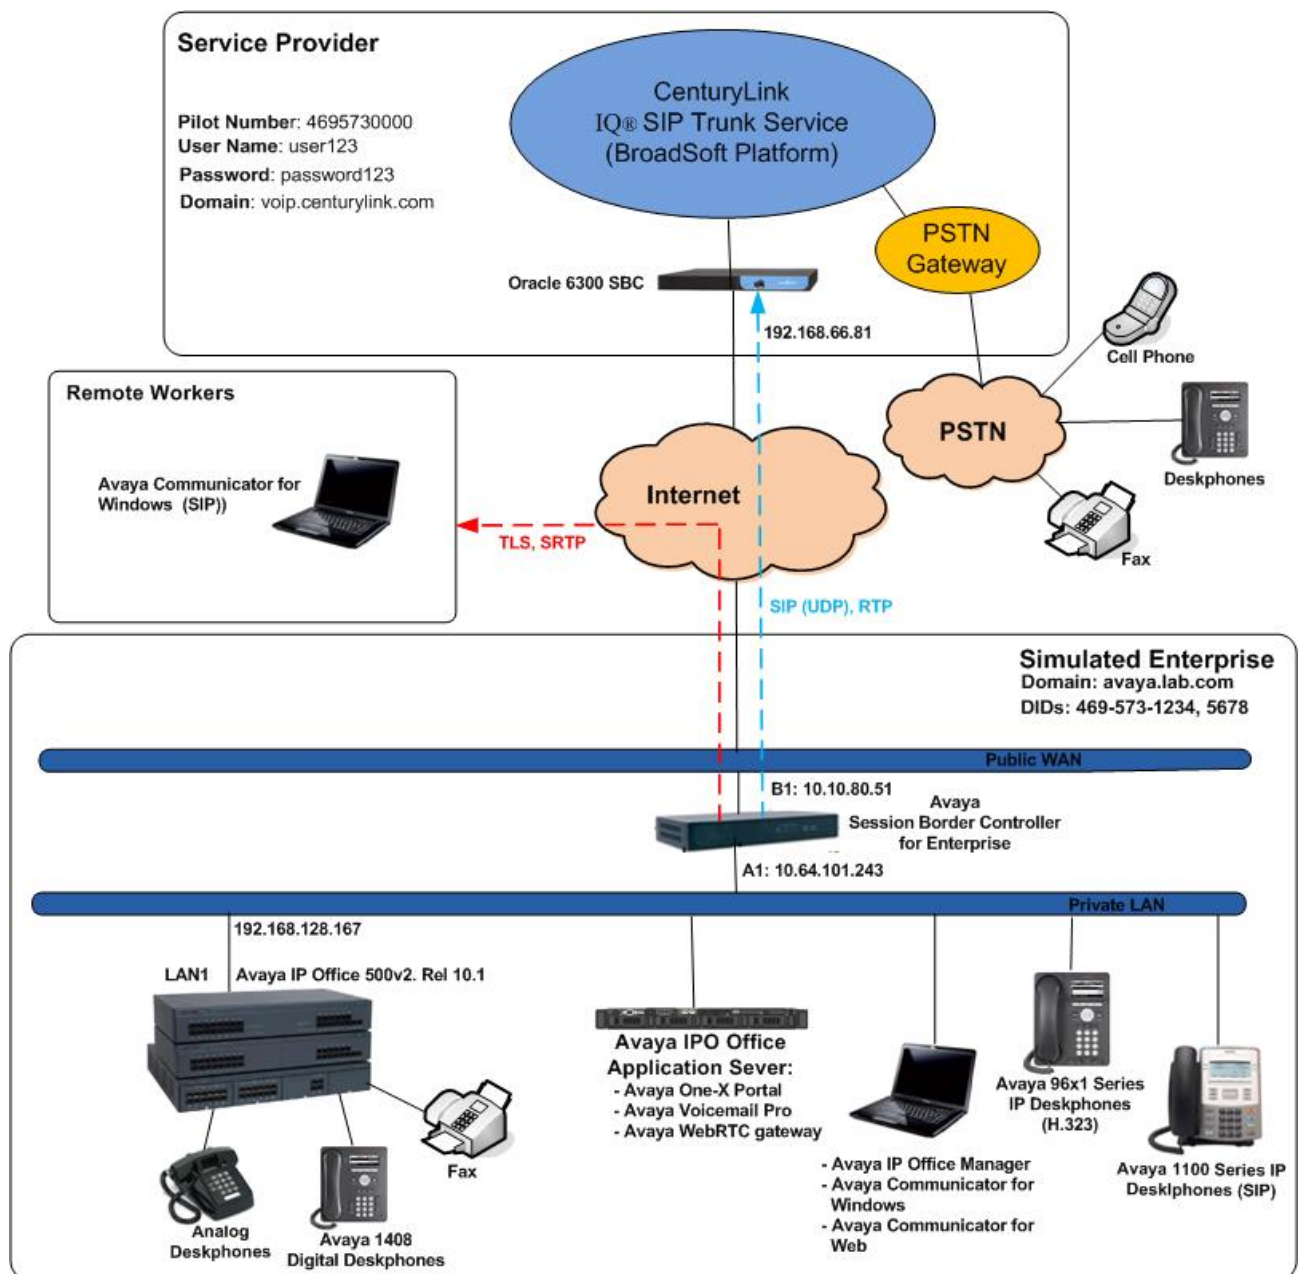 Service Provider
Pilot Number: 4695730000
User Name: user123
Password: password123
Domain: voip.centurylink.com
CenturyLink
IQ® SIP Trunk Service
(BroadSoft Platform)
PSTN
Gateway
Oracle 6300 SBC
192.168.66.81
Cell Phone
Remote Workers
Avaya Communicator for
Windows (SIP))
PSTN
Deskphones
Internet
TLS, SRTP
Fax
SIP (UDP), RTP
Simulated Enterprise
Domain: avaya.lab.com
DIDs: 469-573-1234, 5678
Public WAN
B1: 10.10.80.51
Avaya
Session Border Controller
for Enterprise
A1: 10.64.101.243
Private LAN
192.168.128.167
LAN1
Avaya IP Office 500v2. Rel 10.1
Avaya IPO Office
Application Sever:
- Avaya One-X Portal
- Avaya Voicemail Pro
- Avaya WebRTC gateway
Avaya 96x1 Series
IP Deskphones
(H.323)
Fax
- Avaya IP Office Manager
- Avaya Communicator for
Windows
- Avaya Communicator for
Web
Avaya 1100 Series IP
Desklphones (SIP)
Analog
Deskphones
Avaya 1408
Digital Deskphones